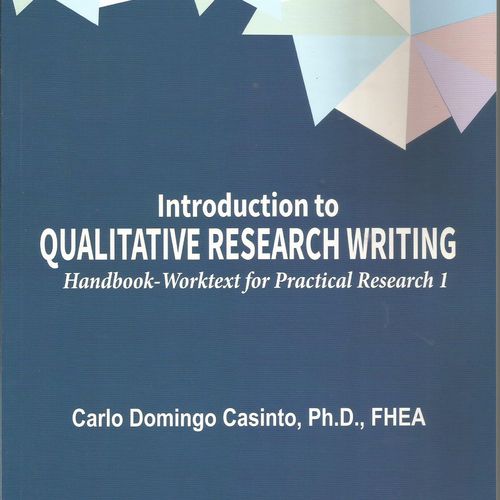 Introduction to
QUALITATIVE RESEARCH WRITING
Handbook-Worktext for Practical Research 1
Carlo Domingo Casinto, Ph.D., FHEA